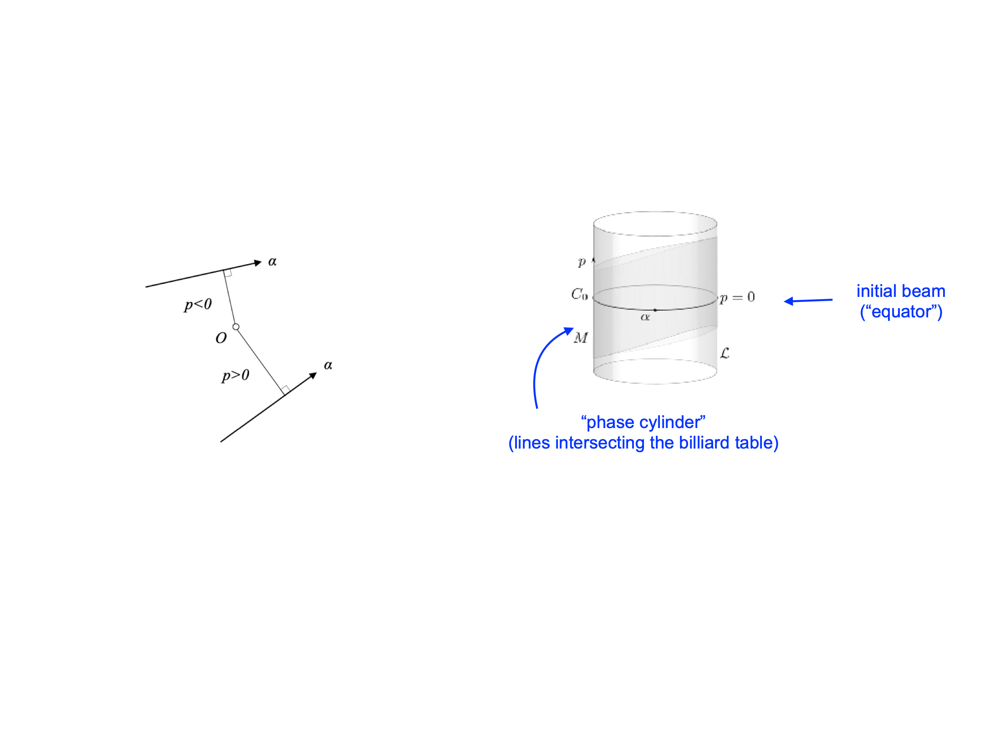 α
p<0
O
α
p>0
p
C₀
p = 0
α
M
ℒ
initial beam
(“equator”)
“phase cylinder”
(lines intersecting the billiard table)